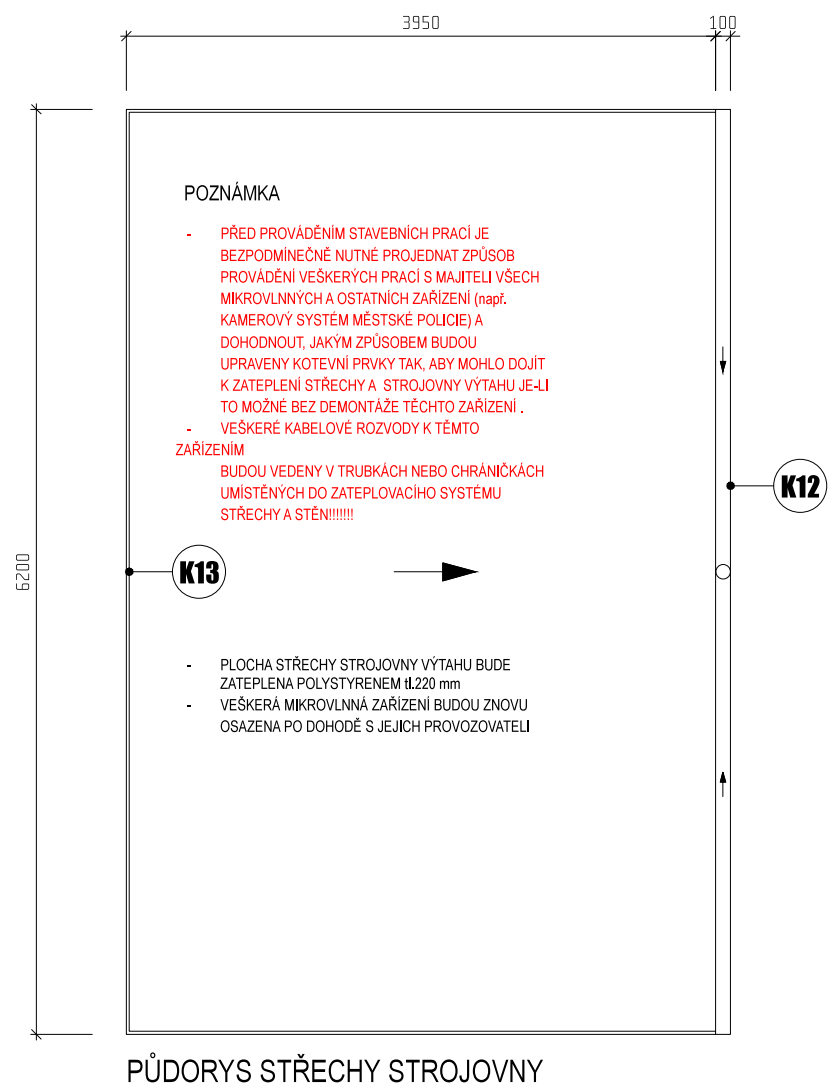 3950
100
POZNÁMKA
- PŘED PROVÁDĚNÍM STAVEBNÍCH PRACÍ JE
BEZPODMÍNEČNĚ NUTNÉ PROJEDNAT ZPŮSOB
PROVÁDĚNÍ VEŠKERÝCH PRACÍ S MAJITELI VŠECH
MIKROVLNNÝCH A OSTATNÍCH ZAŘÍZENÍ (např.
KAMEROVÝ SYSTÉM MĚSTSKÉ POLICIE) A
DOHODNOUT, JAKÝM ZPŮSOBEM BUDOU
UPRAVENY KOTEVNÍ PRVKY TAK, ABY MOHLO DOJÍT
K ZATEPLENÍ STŘECHY A STROJOVNY VÝTAHU JE-LI
TO MOŽNÉ BEZ DEMONTÁŽE TĚCHTO ZAŘÍZENÍ .
- VEŠKERÉ KABELOVÉ ROZVODY K TĚMTO
ZAŘÍZENÍM
BUDOU VEDENY V TRUBKÁCH NEBO CHRÁNIČKÁCH
UMÍSTĚNÝCH DO ZATEPLOVACÍHO SYSTÉMU
STŘECHY A STĚN!!!!!!!
K12
6200
K13
- PLOCHA STŘECHY STROJOVNY VÝTAHU BUDE
ZATEPLENA POLYSTYRENEM tl.220 mm
- VEŠKERÁ MIKROVLNNÁ ZAŘÍZENÍ BUDOU ZNOVU
OSAZENA PO DOHODĚ S JEJICH PROVOZOVATELI
PŮDORYS STŘECHY STROJOVNY